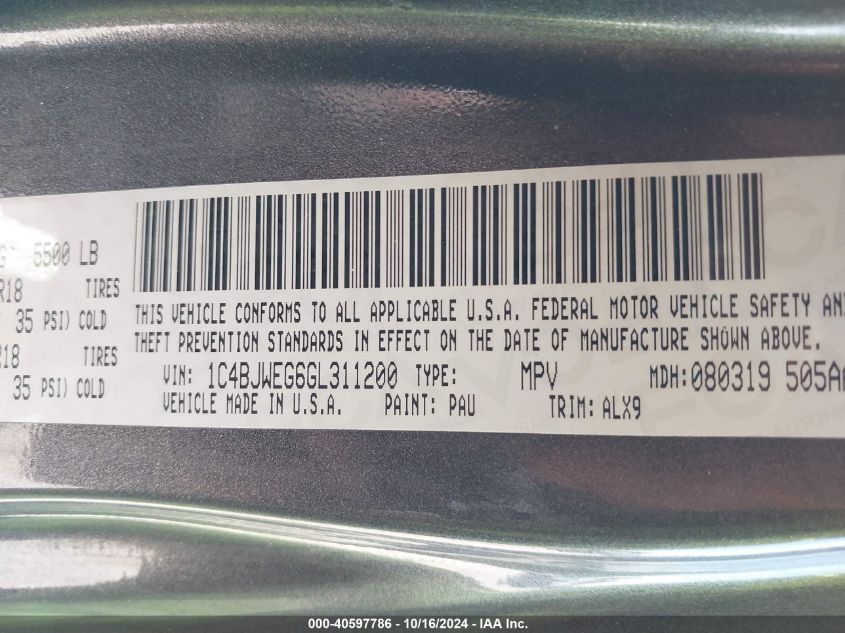 5500 LB
R18 TIRES
35 PSI) COLD
R18 TIRES
35 PSI) COLD
THIS VEHICLE CONFORMS TO ALL APPLICABLE U.S.A. FEDERAL MOTOR VEHICLE SAFETY AND
THEFT PREVENTION STANDARDS IN EFFECT ON THE DATE OF MANUFACTURE SHOWN ABOVE.
VIN: 1C4BJWEG6GL311200 TYPE: MPV MDH:080319 505AA
VEHICLE MADE IN U.S.A. PAINT: PAU TRIM: ALX9
000-40597786 - 10/16/2024 - IAA Inc.